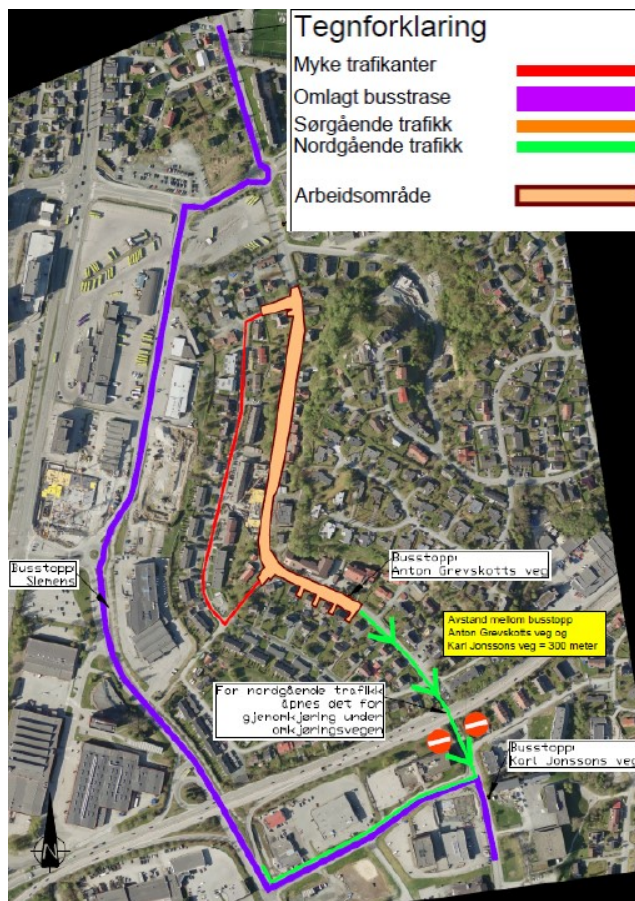 Tegnforklaring
Myke trafikanter
Omlagt busstrase
Sørgående trafikk
Nordgående trafikk
Arbeidsområde
Busstopp:
Siemens
Busstopp:
Anton Grevskotts veg
Avstand mellom busstopp
Anton Grevskotts veg og
Karl Jonssons veg = 300 meter
For nordgående trafikk
åpnes det for
gjenomkjøring under
omkjøringsvegen
Busstopp:
Karl Jonssons veg
N